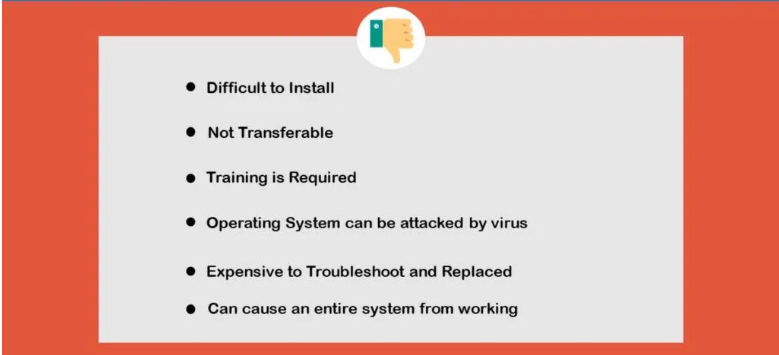 Difficult to Install
Not Transferable
Training is Required
Operating System can be attacked by virus
Expensive to Troubleshoot and Replaced
Can cause an entire system from working